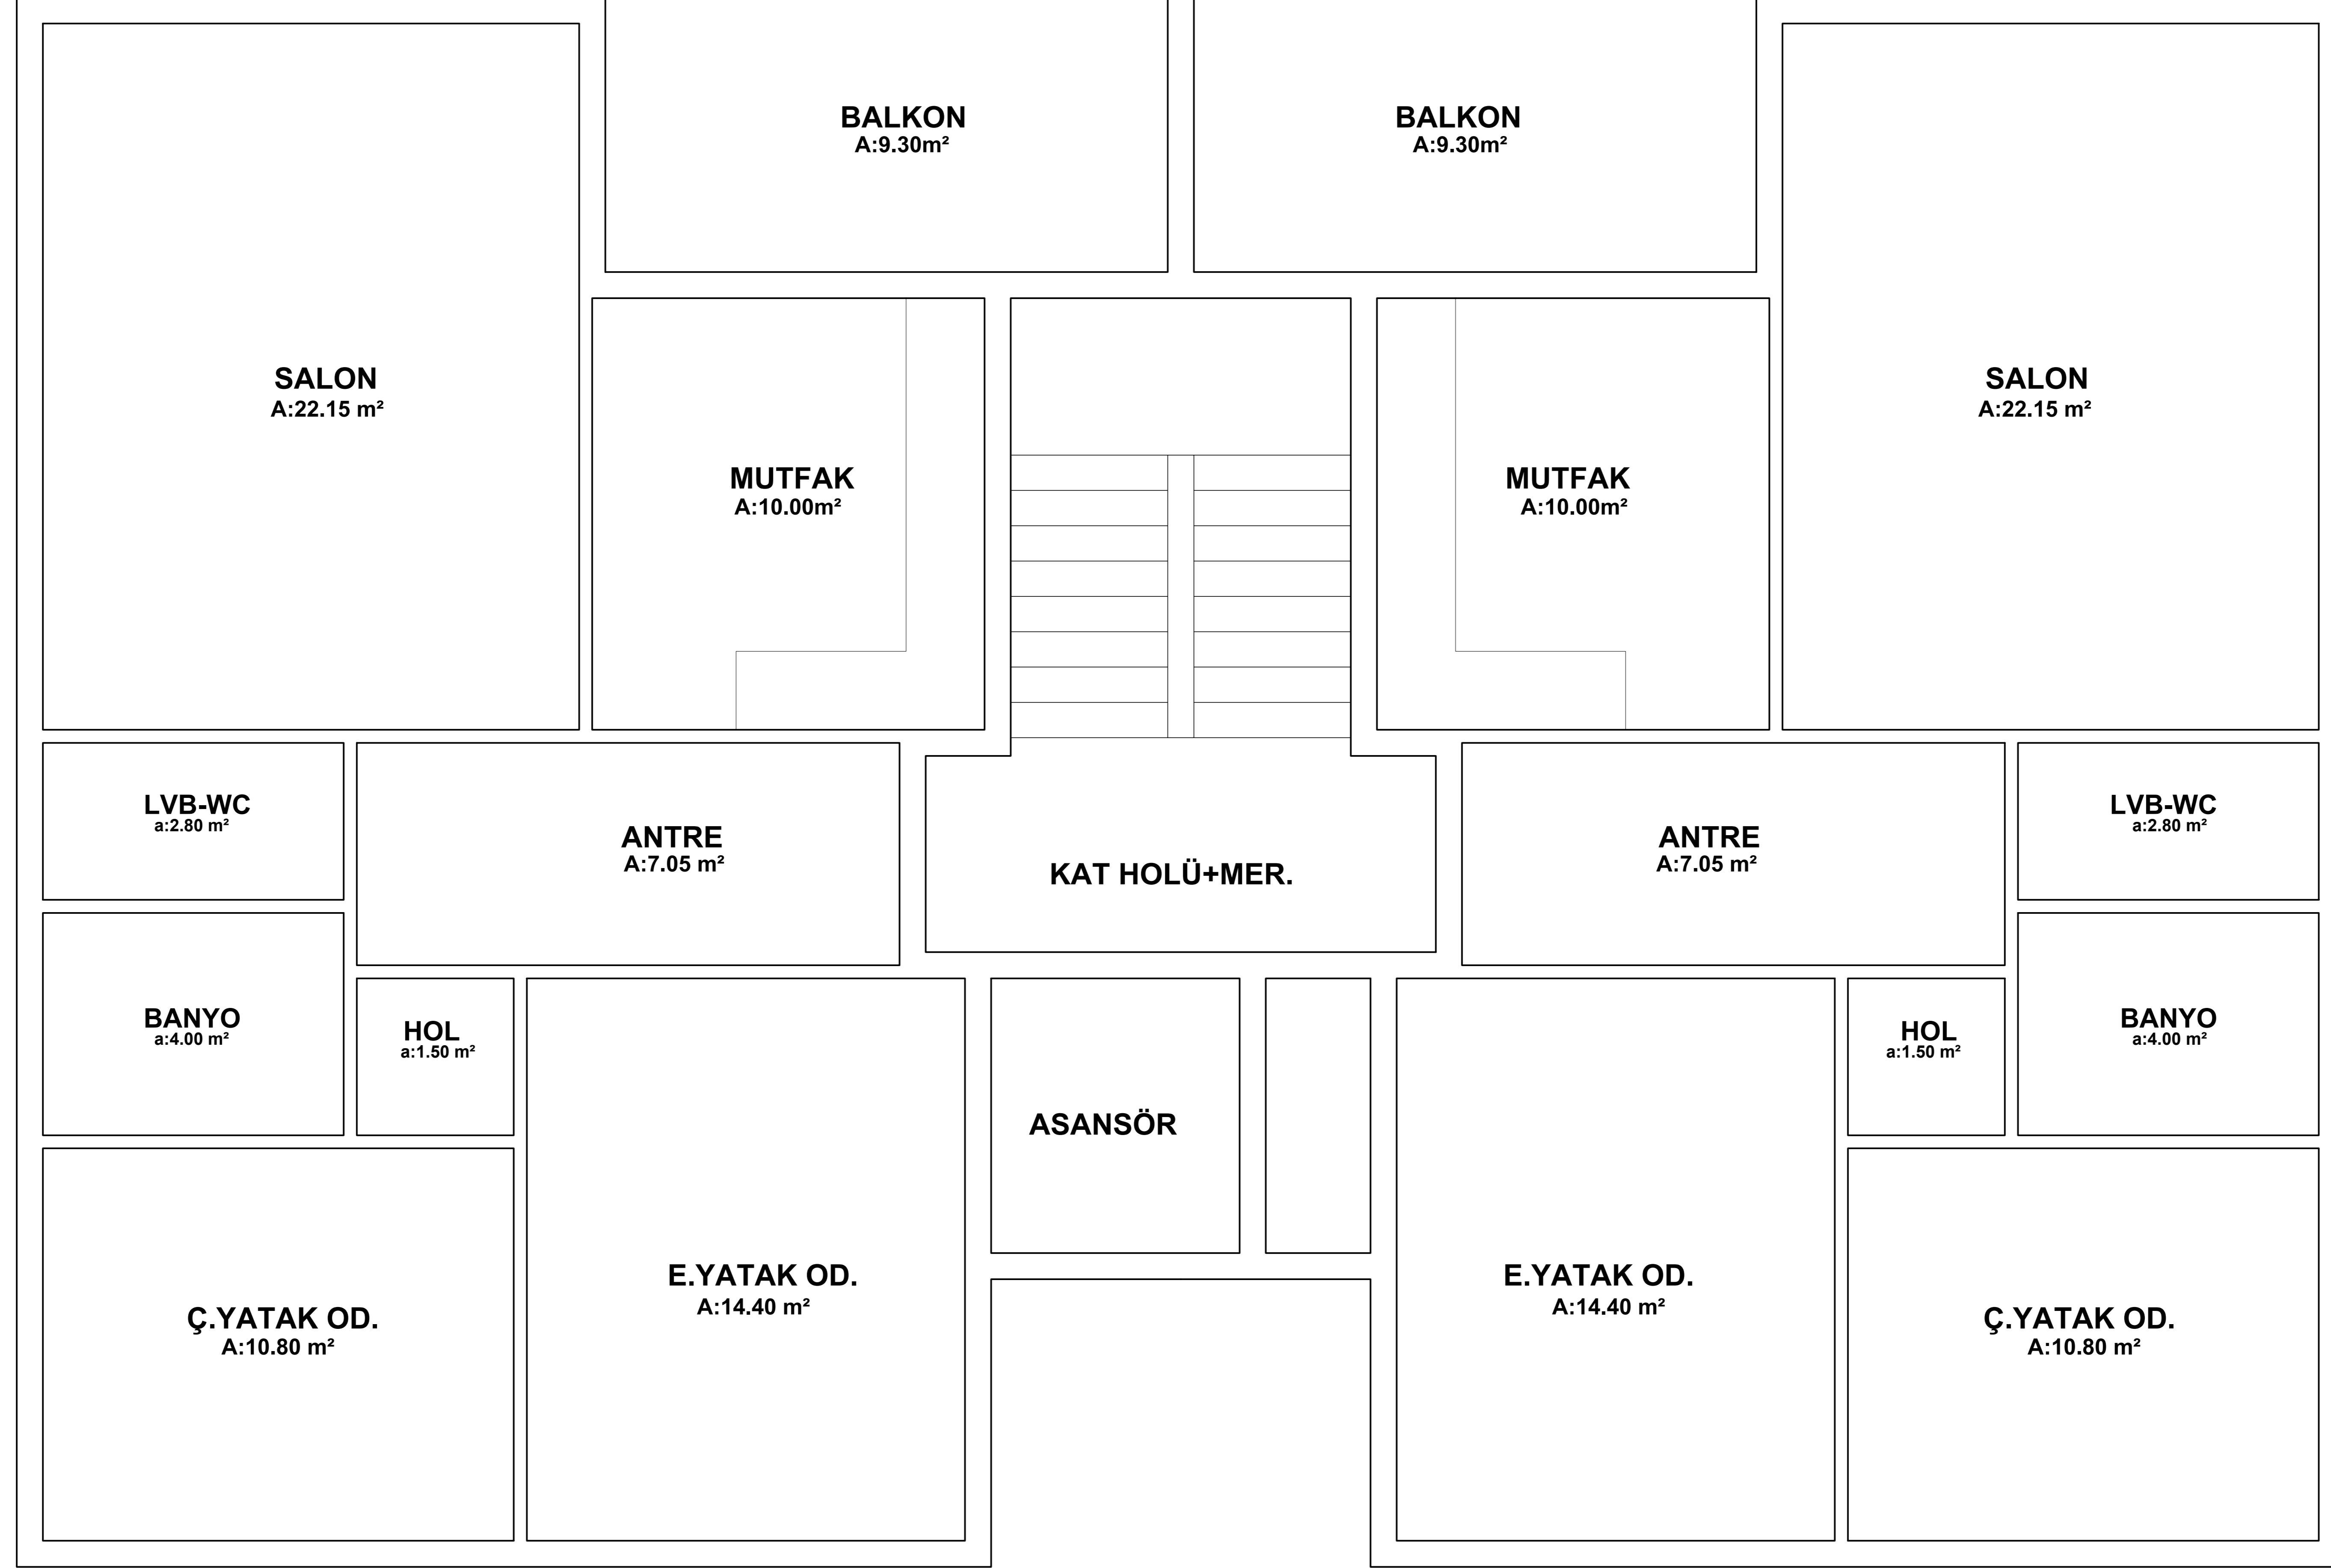 BALKON
A:9.30m²
BALKON
A:9.30m²
SALON
A:22.15 m²
SALON
A:22.15 m²
MUTFAK
A:10.00m²
MUTFAK
A:10.00m²
LVB-WC
a:2.80 m²
ANTRE
A:7.05 m²
KAT HOLÜ+MER.
ANTRE
A:7.05 m²
LVB-WC
a:2.80 m²
BANYO
a:4.00 m²
HOL
a:1.50 m²
HOL
a:1.50 m²
BANYO
a:4.00 m²
ASANSÖR
E.YATAK OD.
A:14.40 m²
E.YATAK OD.
A:14.40 m²
Ç.YATAK OD.
A:10.80 m²
Ç.YATAK OD.
A:10.80 m²